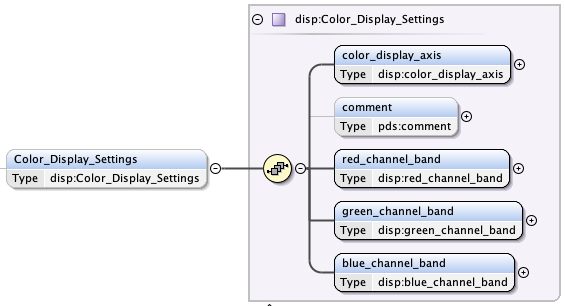 disp:Color_Display_Settings
color_display_axis
Type disp:color_display_axis
comment
Type pds:comment
Color_Display_Settings
Type disp:Color_Display_Settings
red_channel_band
Type disp:red_channel_band
green_channel_band
Type disp:green_channel_band
blue_channel_band
Type disp:blue_channel_band